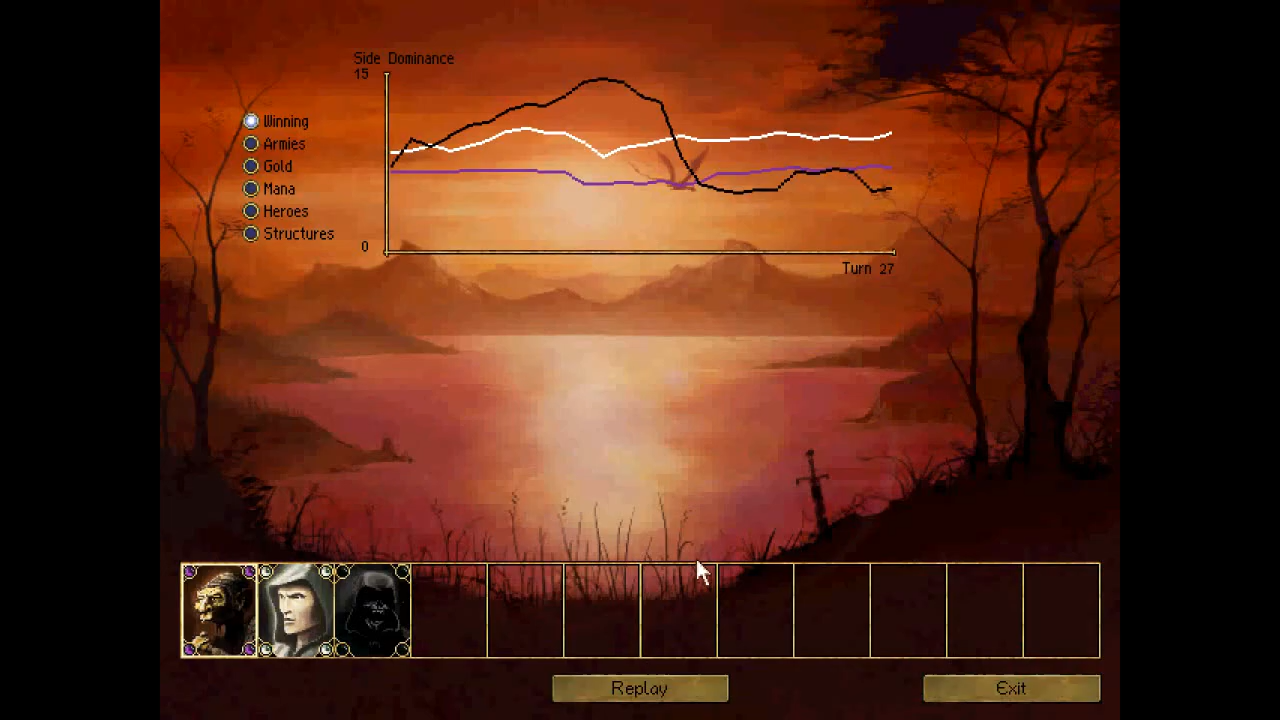 Side Dominance
15
Winning
Armies
Gold
Mana
Heroes
Structures
0
Turn 27
Replay
Exit